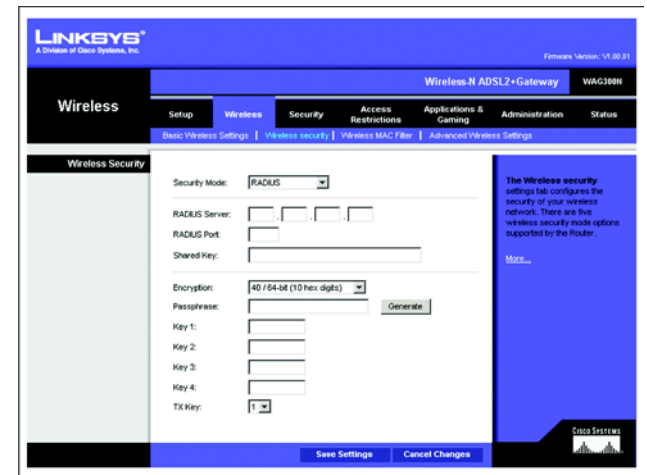 LINKSYS®
A Division of Cisco Systems, Inc.
Firmware Version: V1.00.01
Wireless-N ADSL2+Gateway WAG300N
Wireless
Setup Wireless Security Access Restrictions Applications & Gaming Administration Status
Basic Wireless Settings | Wireless security | Wireless MAC Filter | Advanced Wireless Settings
Wireless Security
Security Mode: RADIUS
RADIUS Server: . . .
RADIUS Port:
Shared Key:
Encryption: 40 / 64-bit (10 hex digits)
Passphrase: Generate
Key 1:
Key 2:
Key 3:
Key 4:
TX Key: 1
The Wireless security
settings tab configures the
security of your wireless
network. There are five
wireless security mode options
supported by the Router.
More...
Save Settings Cancel Changes
CISCO SYSTEMS